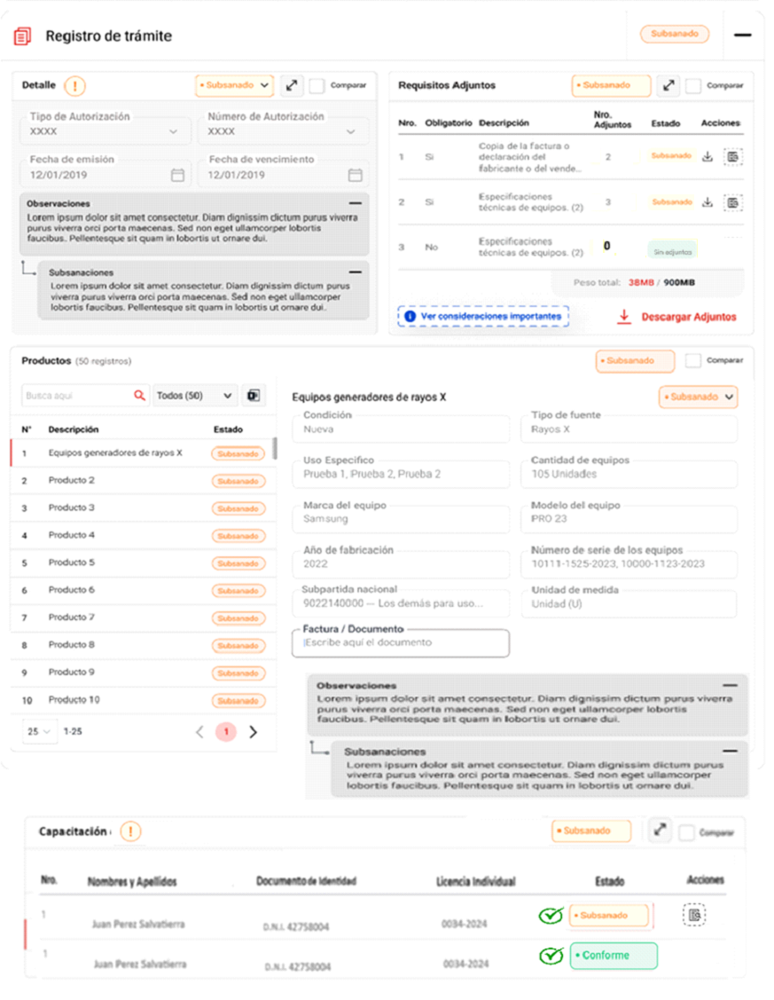 Registro de trámite
Subsanado
Detalle
• Subsanado
Comparar
Tipo de Autorización
XXXX
Número de Autorización
XXXX
Fecha de emisión
12/01/2019
Fecha de vencimiento
12/01/2019
Observaciones
Lorem ipsum dolor sit amet consectetur. Diam dignissim dictum purus viverra
purus viverra orci porta maecenas. Sed non eget ullamcorper lobortis
faucibus. Pellentesque sit quam in lobortis ut ornare dui.
Subsanaciones
Lorem ipsum dolor sit amet consectetur. Diam dignissim dictum purus
viverra purus viverra orci porta maecenas. Sed non eget ullamcorper
lobortis faucibus. Pellentesque sit quam in lobortis ut ornare dui.
Requisitos Adjuntos
• Subsanado
Comparar
Nro. Obligatorio Descripción Nro. Adjuntos Estado Acciones
1 Si Copia de la factura o
declaración del
fabricante o del vende...
2 Subsanado
2 Si Especificaciones
técnicas de equipos. (2)
3 Subsanado
3 No Especificaciones
técnicas de equipos. (2)
0 Sin adjuntos
Peso total: 38MB / 900MB
Ver consideraciones importantes
Descargar Adjuntos
Productos (50 registros)
• Subsanado
Comparar
Busca aquí
Todos (50)
N° Descripción Estado
1 Equipos generadores de rayos X Subsanado
2 Producto 2 Subsanado
3 Producto 3 Subsanado
4 Producto 4 Subsanado
5 Producto 5 Subsanado
6 Producto 6 Subsanado
7 Producto 7 Subsanado
8 Producto 8 Subsanado
9 Producto 9 Subsanado
10 Producto 10 Subsanado
25 1-25
1
Equipos generadores de rayos X
• Subsanado
Condición
Nueva
Tipo de fuente
Rayos X
Uso Especifico
Prueba 1, Prueba 2, Prueba 2
Cantidad de equipos
105 Unidades
Marca del equipo
Samsung
Modelo del equipo
PRO 23
Año de fabricación
2022
Número de serie de los equipos
10111-1525-2023, 10000-1123-2023
Subpartida nacional
9022140000 — Los demás para uso...
Unidad de medida
Unidad (U)
Factura / Documento
Escribe aquí el documento
Observaciones
Lorem ipsum dolor sit amet consectetur. Diam dignissim dictum purus viverra
purus viverra orci porta maecenas. Sed non eget ullamcorper lobortis
faucibus. Pellentesque sit quam in lobortis ut ornare dui.
Subsanaciones
Lorem ipsum dolor sit amet consectetur. Diam dignissim dictum purus
viverra purus viverra orci porta maecenas. Sed non eget ullamcorper
lobortis faucibus. Pellentesque sit quam in lobortis ut ornare dui.
Capacitación
• Subsanado
Comparar
Nro. Nombres y Apellidos Documento de Identidad Licencia Individual Estado Acciones
1 Juan Perez Salvatierra D.N.I. 42758004 0034-2024 • Subsanado
1 Juan Perez Salvatierra D.N.I. 42758004 0034-2024 • Conforme